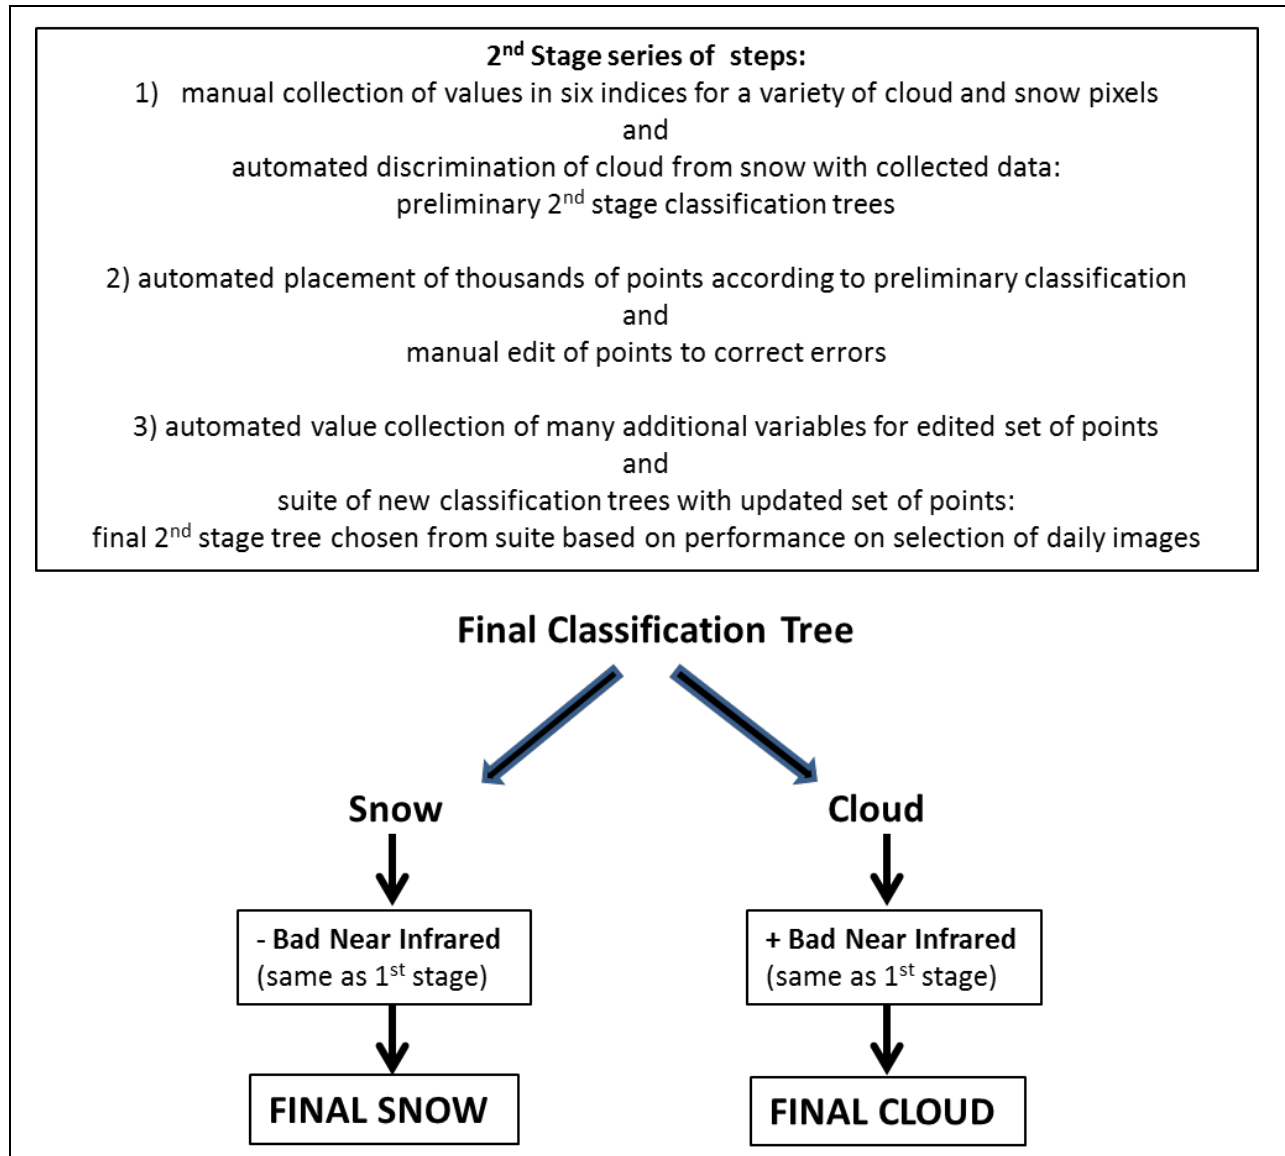 2nd Stage series of steps:
1) manual collection of values in six indices for a variety of cloud and snow pixels
and
automated discrimination of cloud from snow with collected data:
preliminary 2nd stage classification trees
2) automated placement of thousands of points according to preliminary classification
and
manual edit of points to correct errors
3) automated value collection of many additional variables for edited set of points
and
suite of new classification trees with updated set of points:
final 2nd stage tree chosen from suite based on performance on selection of daily images
Final Classification Tree
Snow
Cloud
- Bad Near Infrared
(same as 1st stage)
+ Bad Near Infrared
(same as 1st stage)
FINAL SNOW
FINAL CLOUD